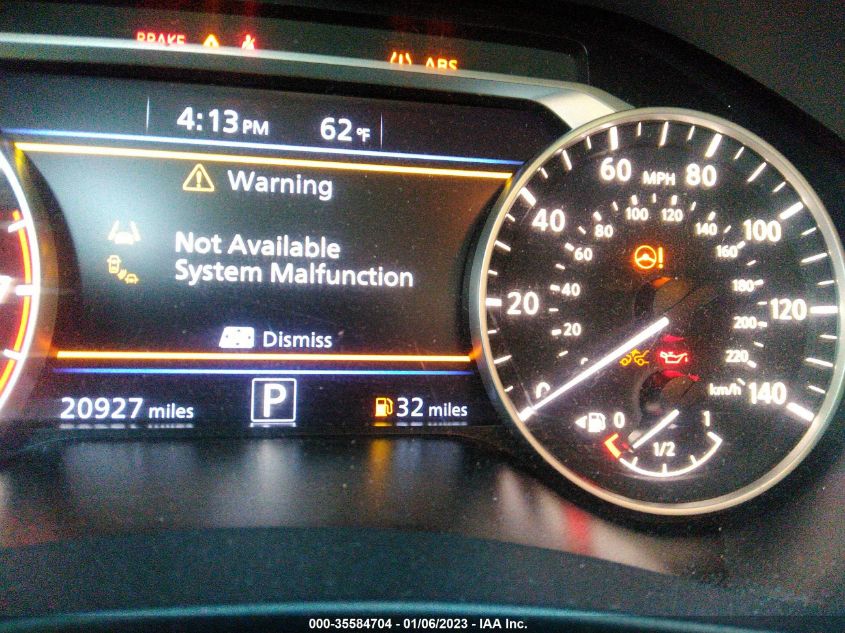 BRAKE
ABS
4:13 PM 62 °F
Warning
Not Available
System Malfunction
Dismiss
20927 miles P 32 miles
0 20 40 60 80 100 120 140
MPH
20 40 60 80 100 120 140 160 180 200 220
km/h
0 1/2 1
000-35584704 - 01/06/2023 - IAA Inc.